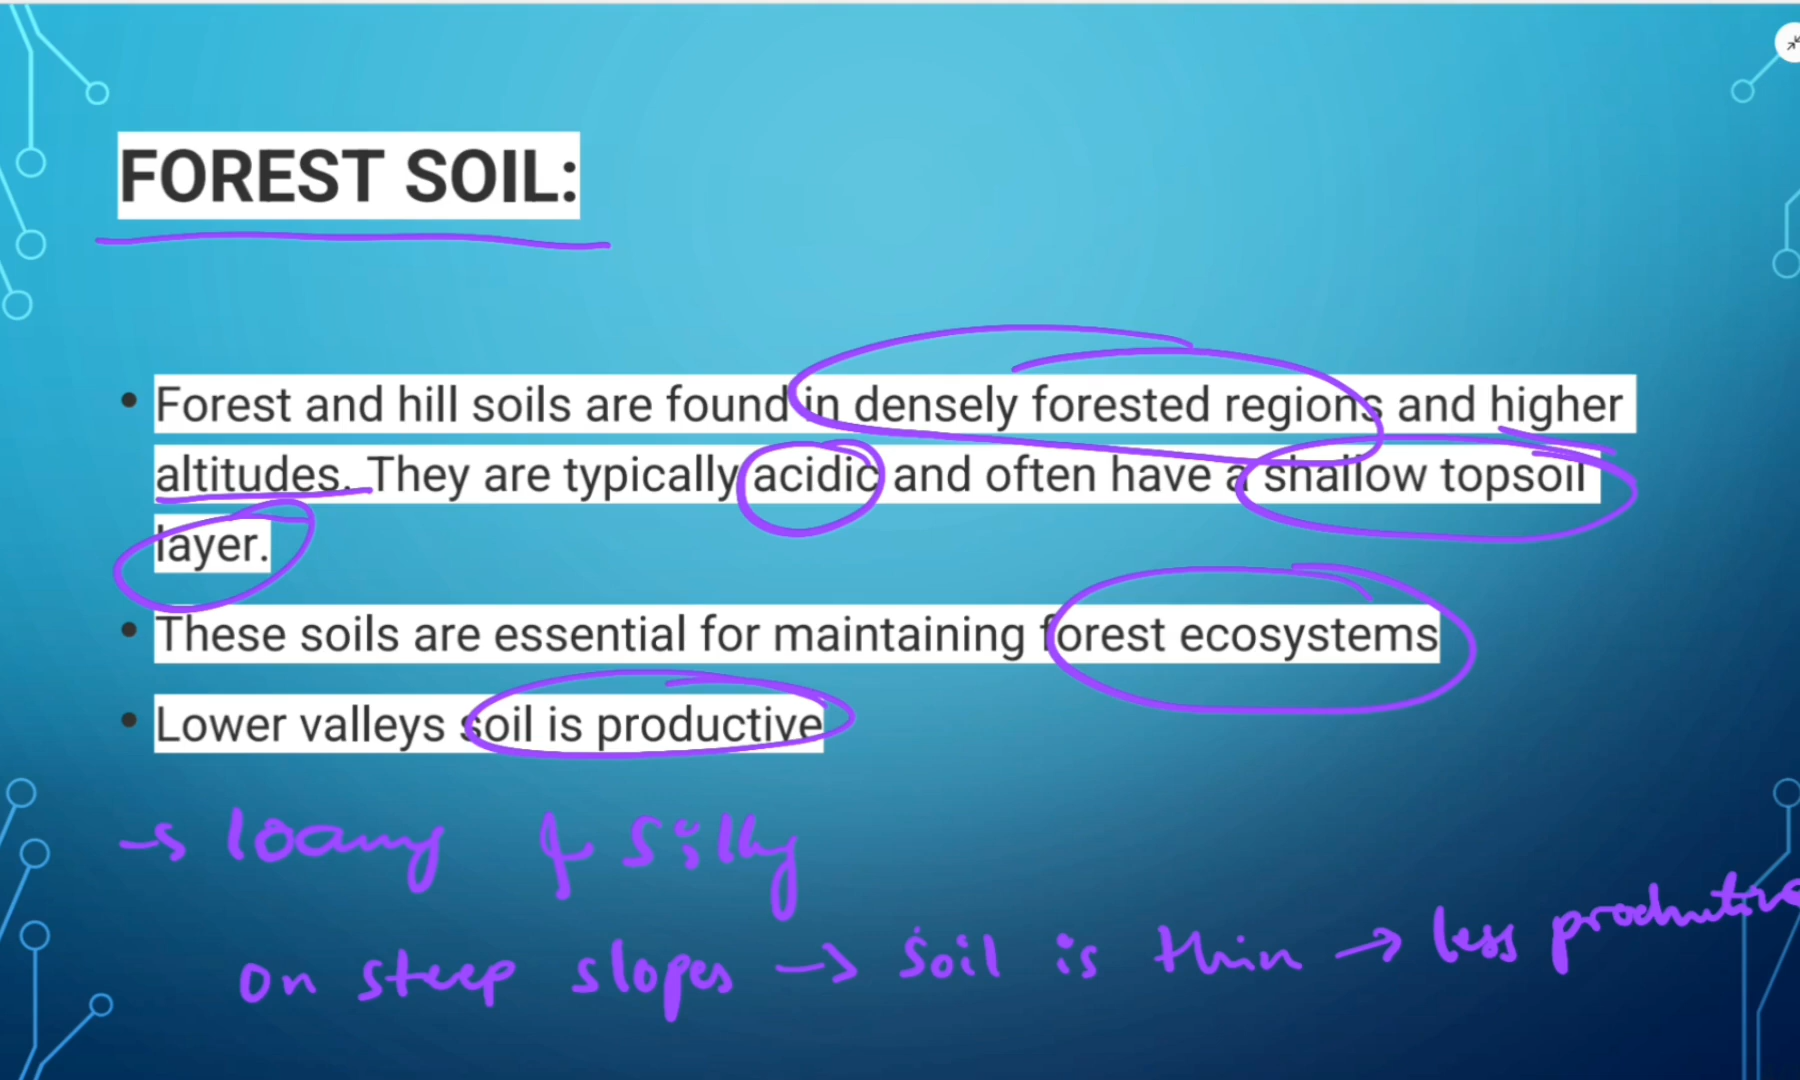 FOREST SOIL:
Forest and hill soils are found in densely forested regions and higher
altitudes. They are typically acidic and often have a shallow topsoil
layer.
These soils are essential for maintaining forest ecosystems
Lower valleys soil is productive
→ loamy & silty
on steep slopes → soil is thin → less productive